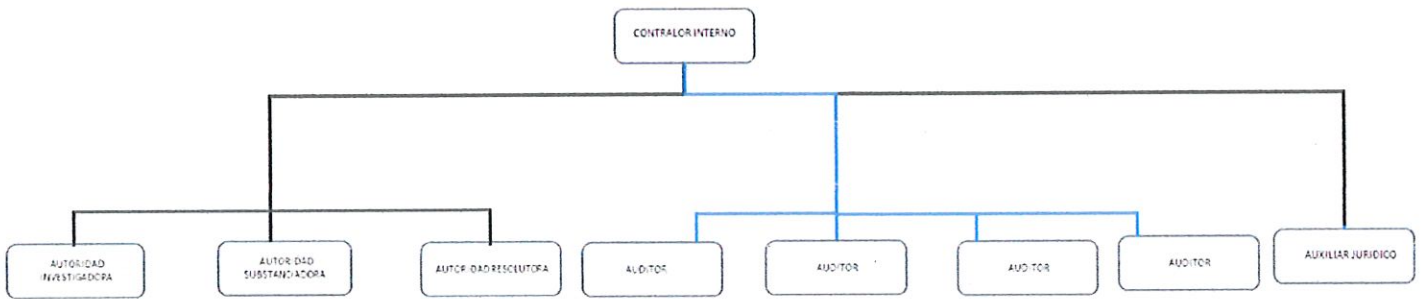 CONTRALOR INTERNO
AUTORIDAD
INVESTIGADORA
AUTORIDAD
SUBSTANCIADORA
AUTORIDAD RESOLUTORA
AUDITOR
AUDITOR
AUDITOR
AUDITOR
AUXILIAR JURIDICO